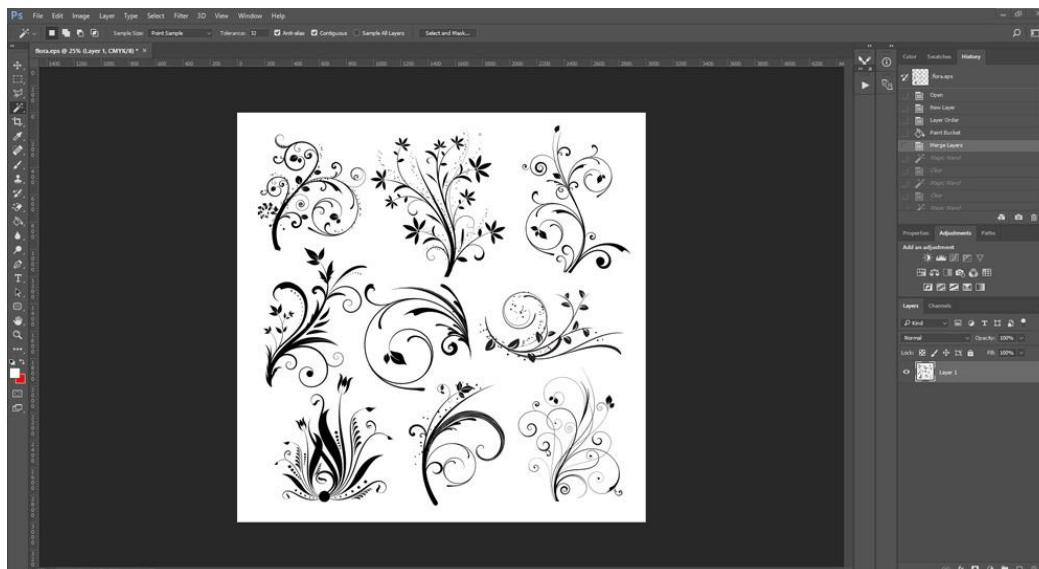 Ps File Edit Image Layer Type Select Filter 3D View Window Help
Sample Size: Point Sample Tolerance: 32 Anti-alias Contiguous Sample All Layers Select and Mask...
flora.eps @ 25% (Layer 1, CMYK/8) *
Color Swatches History
flora.eps
Open
New Layer
Layer Order
Paint Bucket
Merge Layers
Magic Wand
Clear
Magic Wand
Clear
Magic Wand
Properties Adjustments Paths
Add an adjustment
Layers Channels
Kind
Normal Opacity: 100%
Lock: Fill: 100%
Layer 1